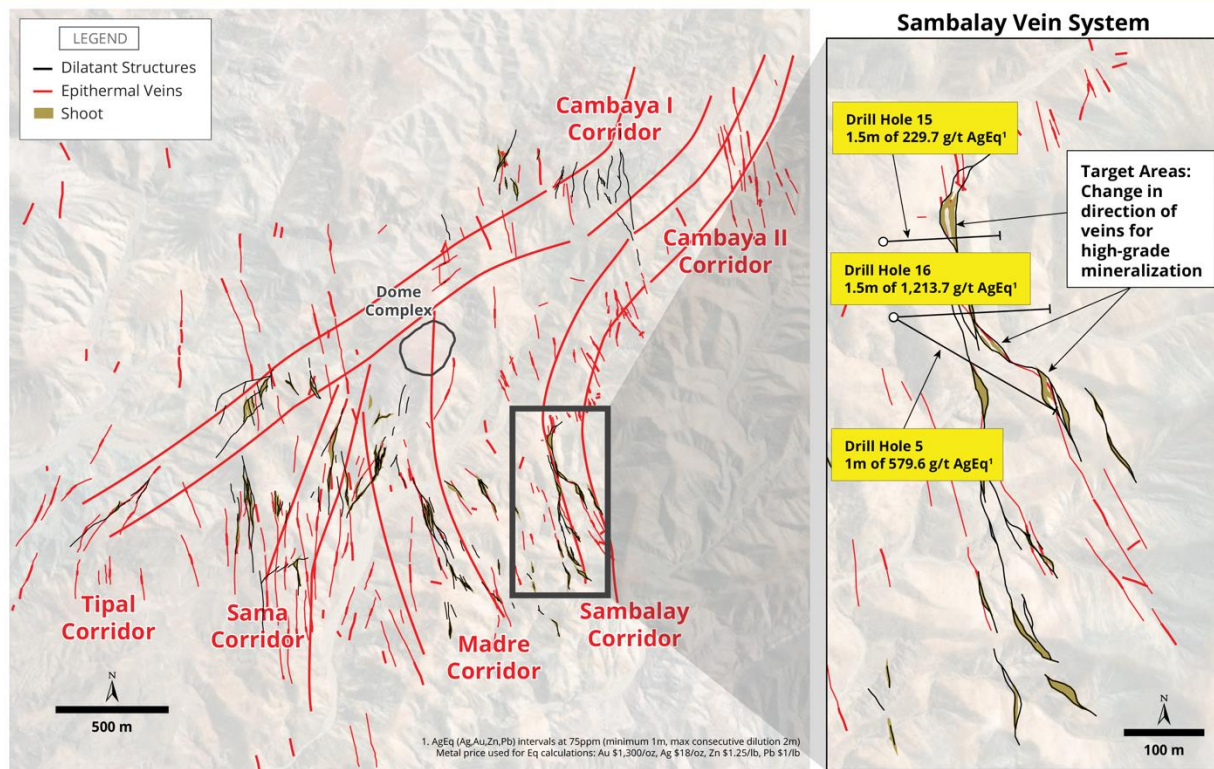 LEGEND
Dilatant Structures
Epithermal Veins
Shoot
Cambaya I
Corridor
Cambaya II
Corridor
Dome
Complex
Tipal
Corridor
Sama
Corridor
Madre
Corridor
Sambalay
Corridor
N
500 m
1. AgEq (Ag,Au,Zn,Pb) intervals at 75ppm (minimum 1m, max consecutive dilution 2m)
Metal price used for Eq calculations: Au $1,300/oz, Ag $18/oz, Zn $1.25/lb, Pb $1/lb
Sambalay Vein System
Drill Hole 15
1.5m of 229.7 g/t AgEq¹
Target Areas:
Change in
direction of
veins for
high-grade
mineralization
Drill Hole 16
1.5m of 1,213.7 g/t AgEq¹
Drill Hole 5
1m of 579.6 g/t AgEq¹
N
100 m